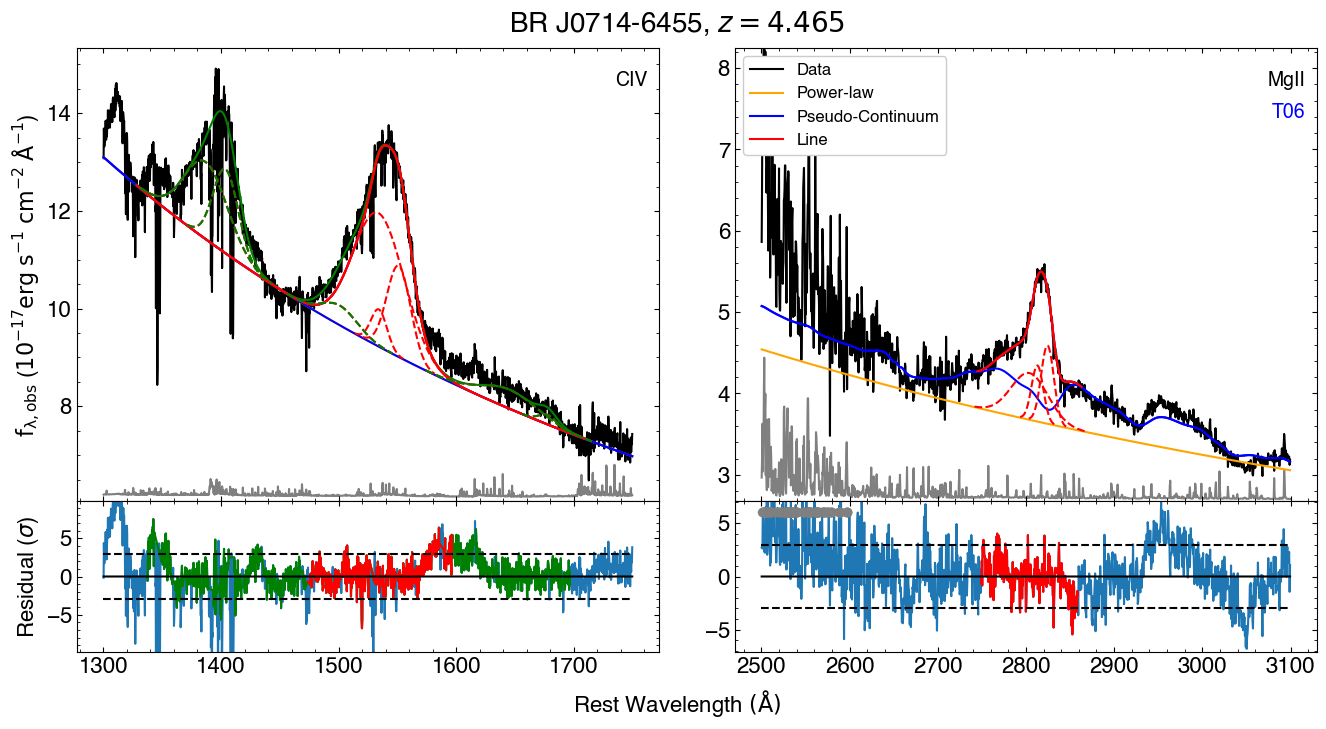 BR J0714-6455, z = 4.465
CIV
14
12
10
8
f_λ,obs (10^−17 erg s^−1 cm^−2 Å^−1)
Data
Power-law
Pseudo-Continuum
Line
MgII
T06
8
7
6
5
4
3
Residual (σ)
5
0
−5
5
0
−5
1300 1400 1500 1600 1700
2500 2600 2700 2800 2900 3000 3100
Rest Wavelength (Å)